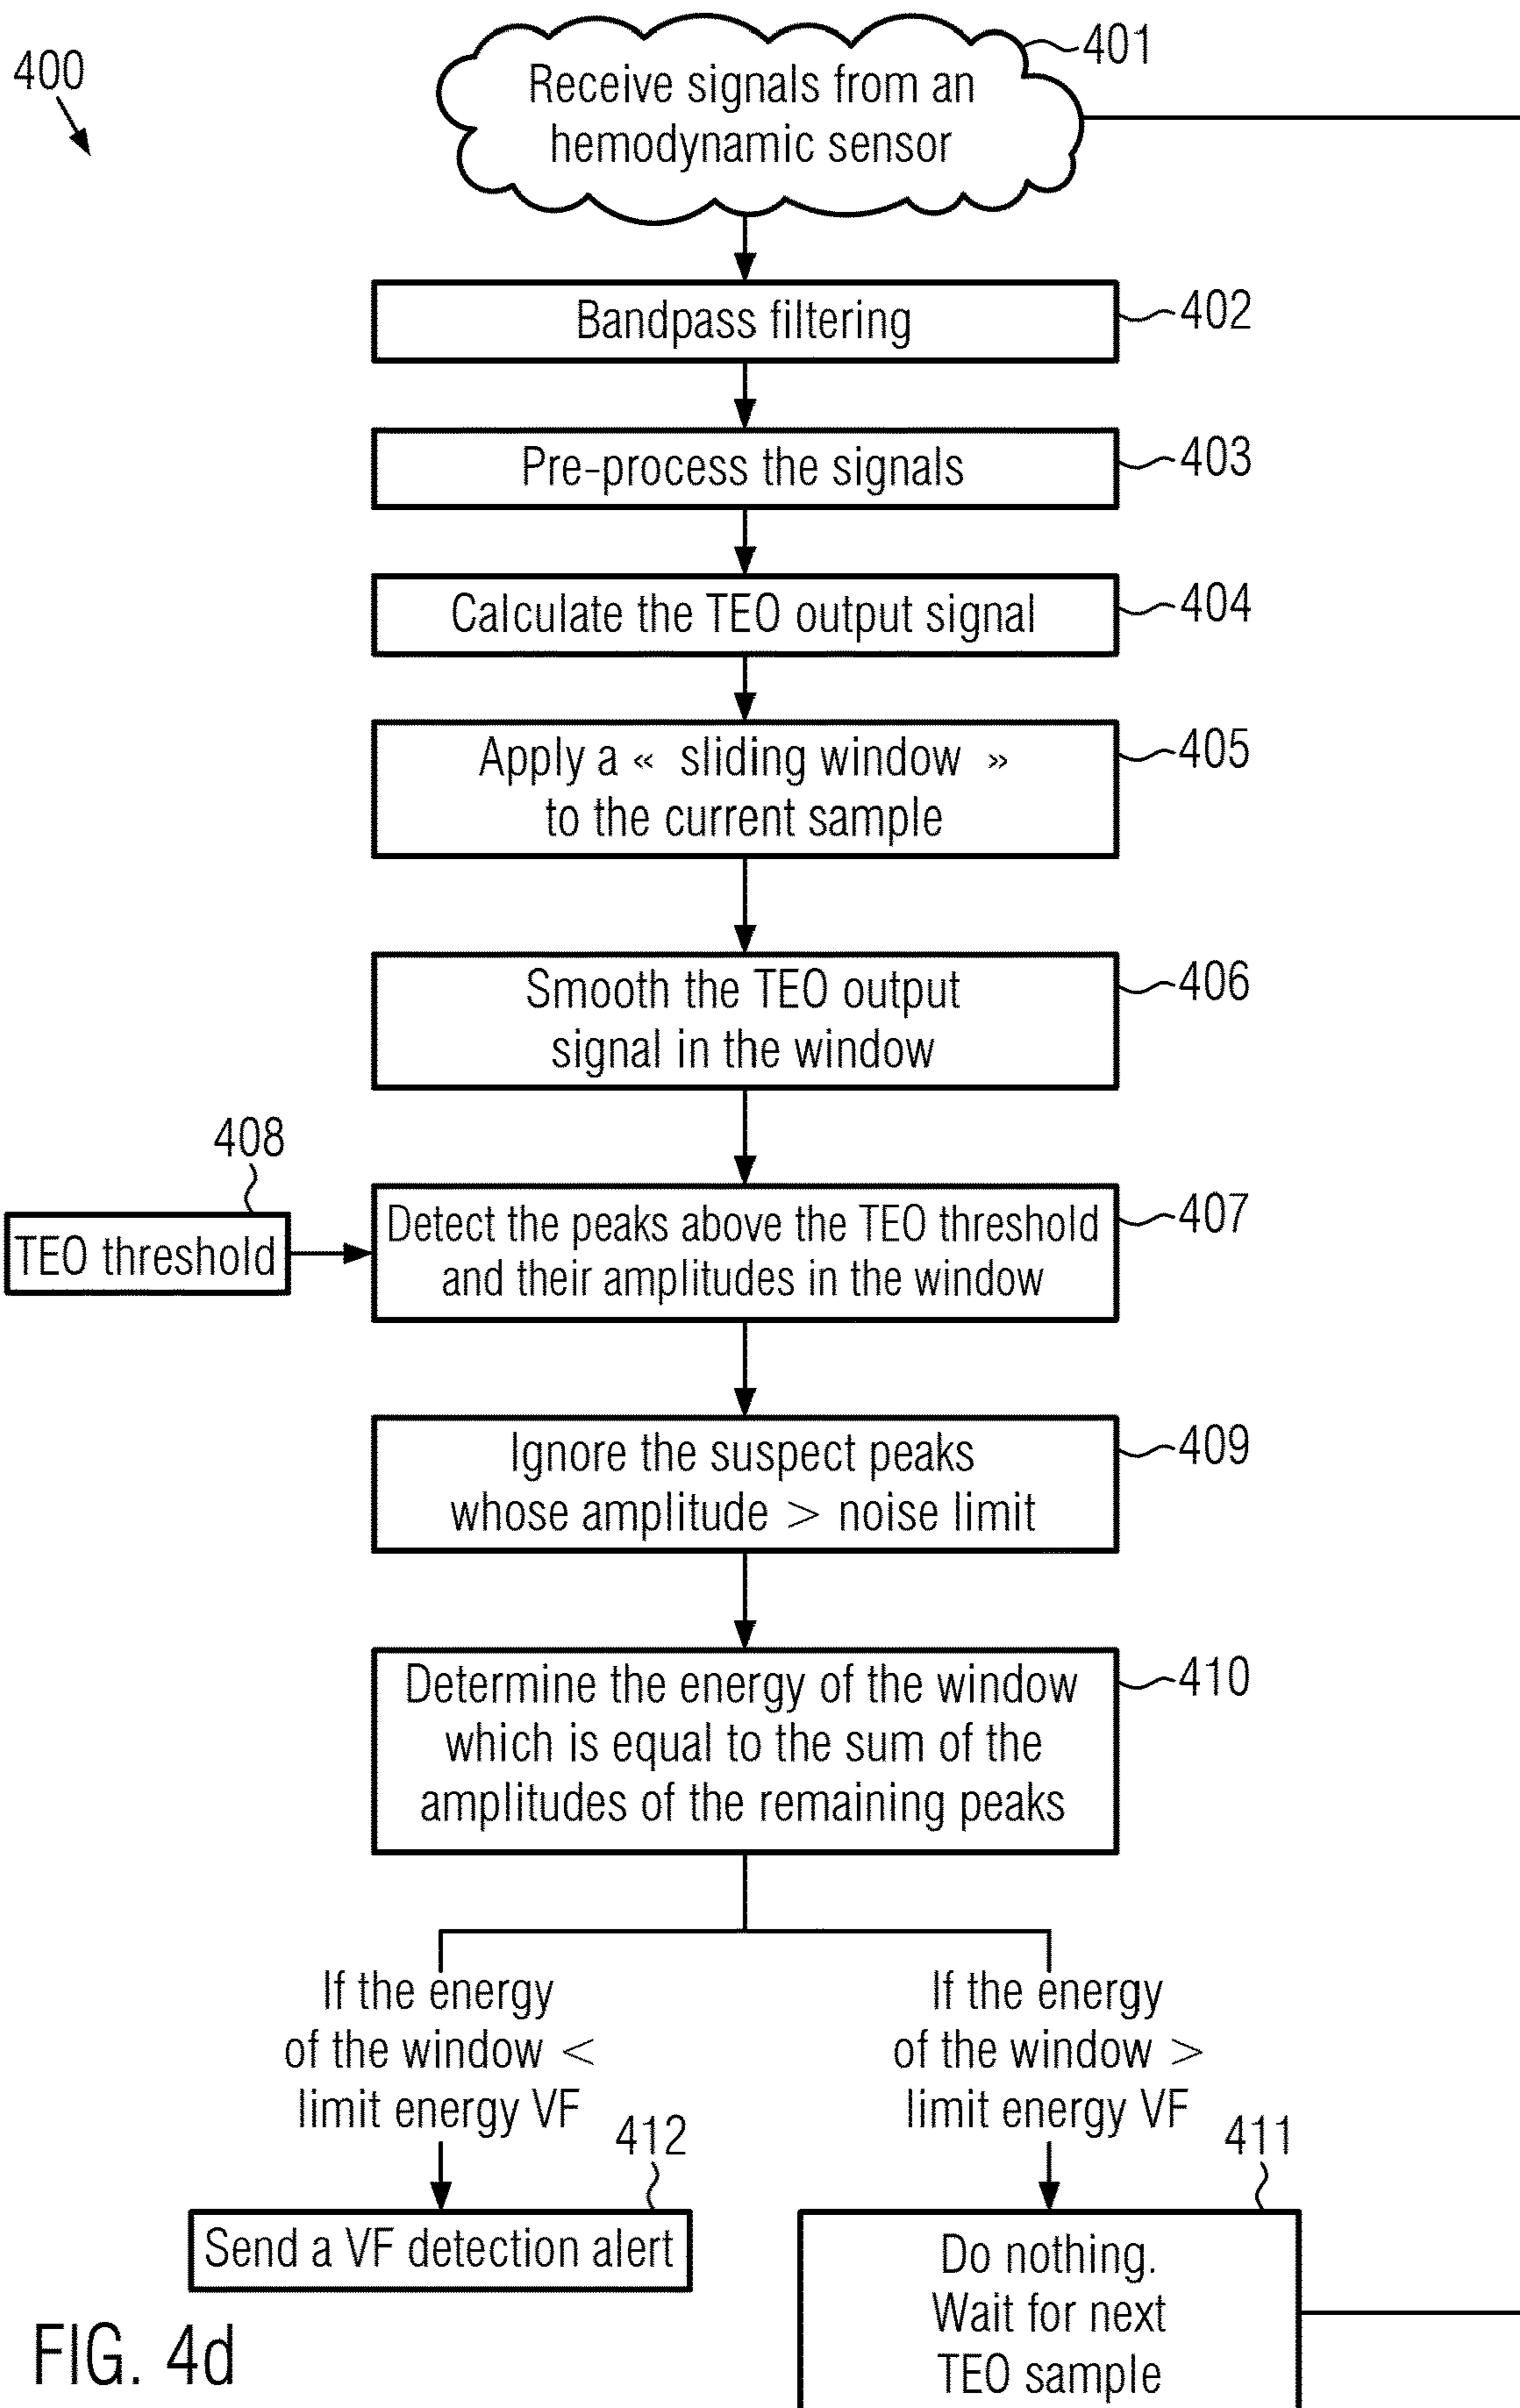 400
401
Receive signals from an
hemodynamic sensor
Bandpass filtering
402
Pre-process the signals
403
Calculate the TEO output signal
404
Apply a « sliding window »
to the current sample
405
Smooth the TEO output
signal in the window
406
408
TEO threshold
Detect the peaks above the TEO threshold
and their amplitudes in the window
407
Ignore the suspect peaks
whose amplitude > noise limit
409
Determine the energy of the window
which is equal to the sum of the
amplitudes of the remaining peaks
410
If the energy
of the window <
limit energy VF
412
Send a VF detection alert
If the energy
of the window >
limit energy VF
411
Do nothing.
Wait for next
TEO sample
FIG. 4d